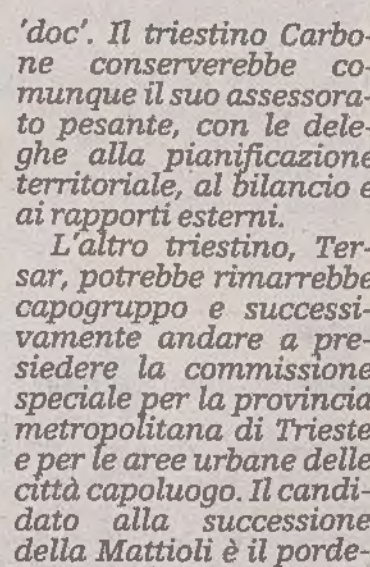 'doc'. Il triestino Carbo-
ne conserverebbe co-
munque il suo assessora-
to pesante, con le dele-
ghe alla pianificazione
territoriale, al bilancio e
ai rapporti esterni.
L'altro triestino, Ter-
sar, potrebbe rimarrebbe
capogruppo e successi-
vamente andare a pre-
siedere la commissione
speciale per la provincia
metropolitana di Trieste
e per le aree urbane delle
città capoluogo. Il candi-
dato alla successione
della Mattioli è il porde-